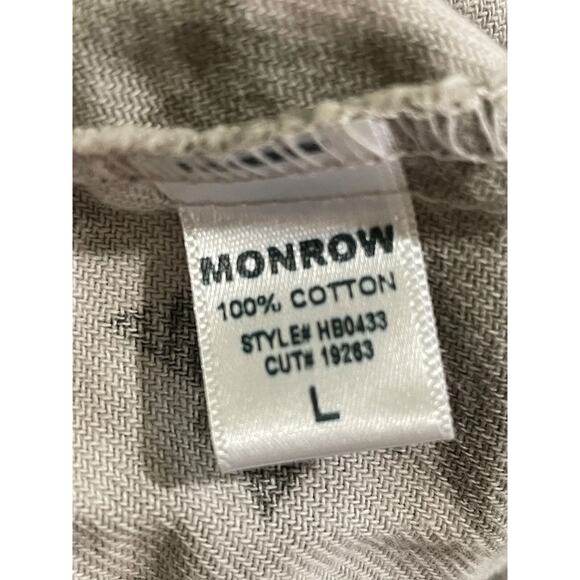 MONROW
100% COTTON
STYLE# HB0433
CUT# 19263
L